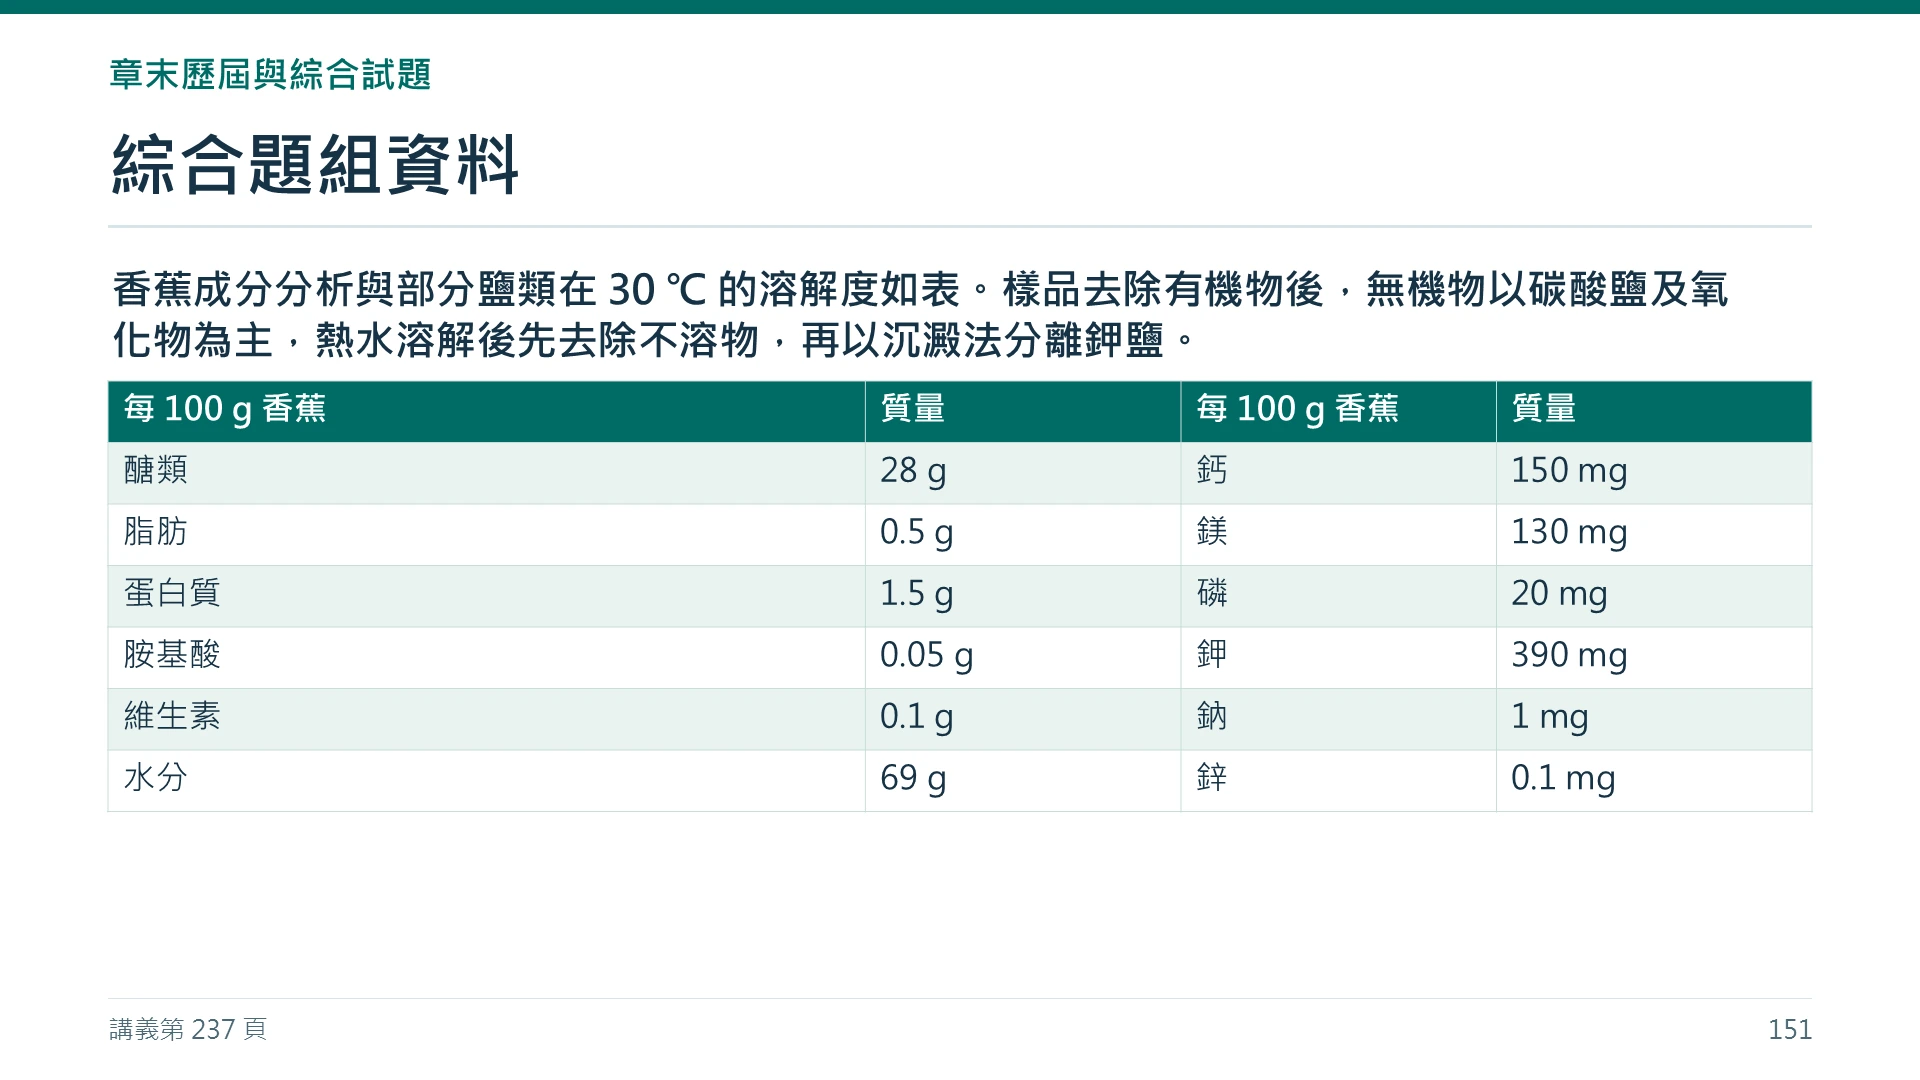 章末歷屆與綜合試題
綜合題組資料
香蕉成分分析與部分鹽類在 30 ℃ 的溶解度如表。樣品去除有機物後，無機物以碳酸鹽及氧
化物為主，熱水溶解後先去除不溶物，再以沉澱法分離鉀鹽。
每 100 g 香蕉 質量 每 100 g 香蕉 質量
醣類 28 g 鈣 150 mg
脂肪 0.5 g 鎂 130 mg
蛋白質 1.5 g 磷 20 mg
胺基酸 0.05 g 鉀 390 mg
維生素 0.1 g 鈉 1 mg
水分 69 g 鋅 0.1 mg
講義第 237 頁 151